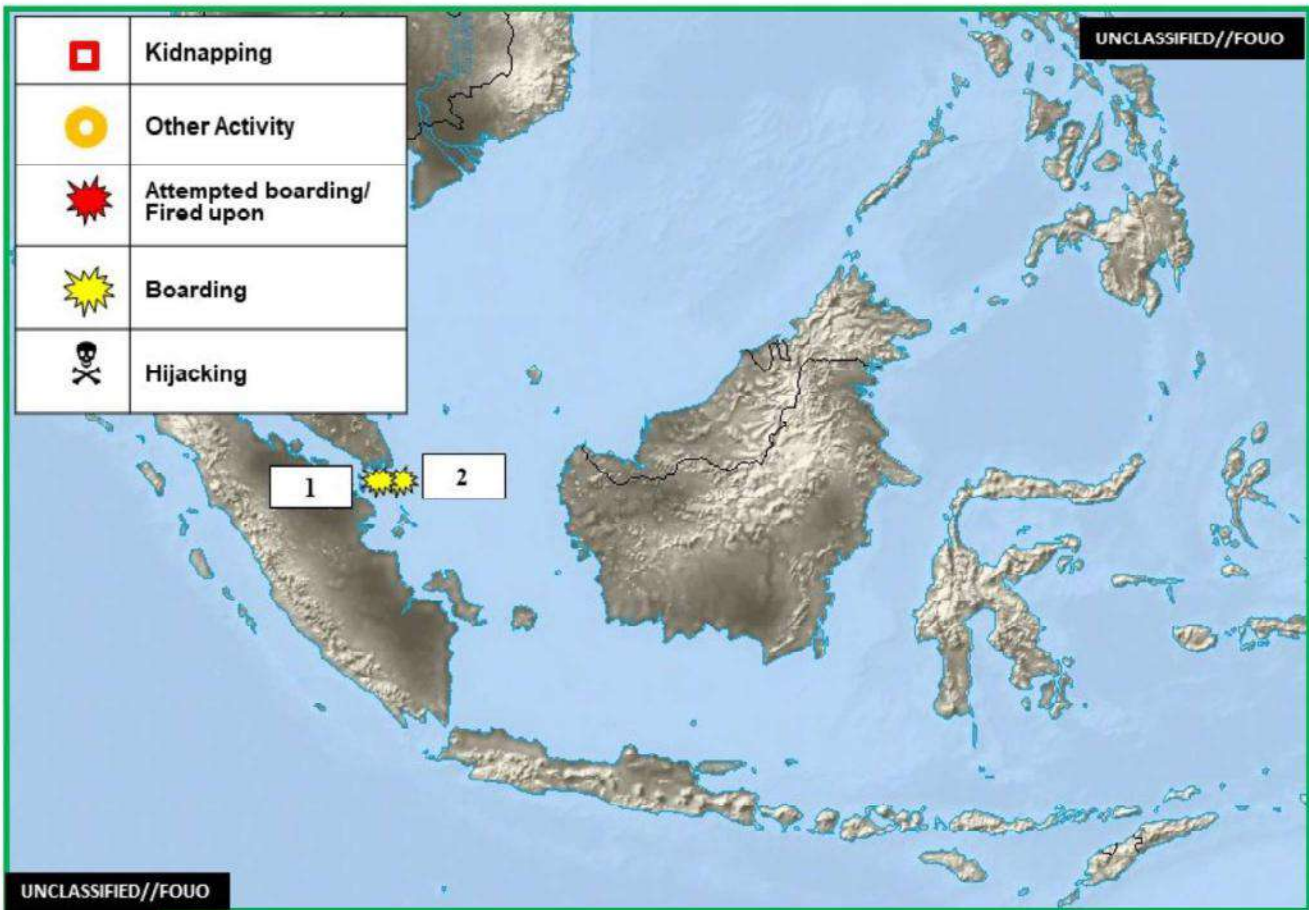 UNCLASSIFIED//FOUO
Kidnapping
Other Activity
Attempted boarding/
Fired upon
Boarding
Hijacking
1
2
UNCLASSIFIED//FOUO